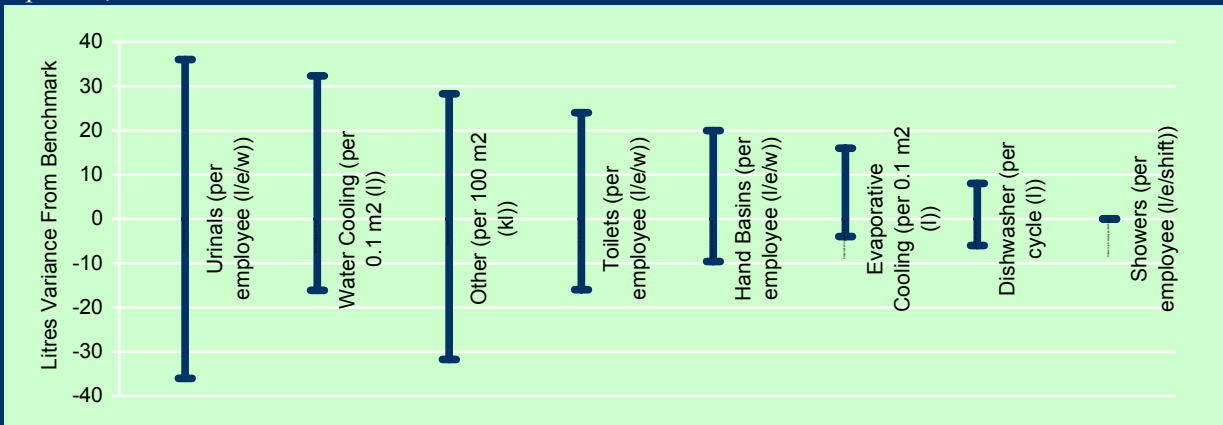 40
30
20
10
0
-10
-20
-30
-40
Litres Variance From Benchmark
Urinals (per
employee (l/e/w))
Water Cooling (per
0.1 m2 (l))
Other (per 100 m2
(kl))
Toilets (per
employee (l/e/w))
Hand Basins (per
employee (l/e/w))
Evaporative
Cooling (per 0.1 m2
(l))
Dishwasher (per
cycle (l))
Showers (per
employee (l/e/shift))